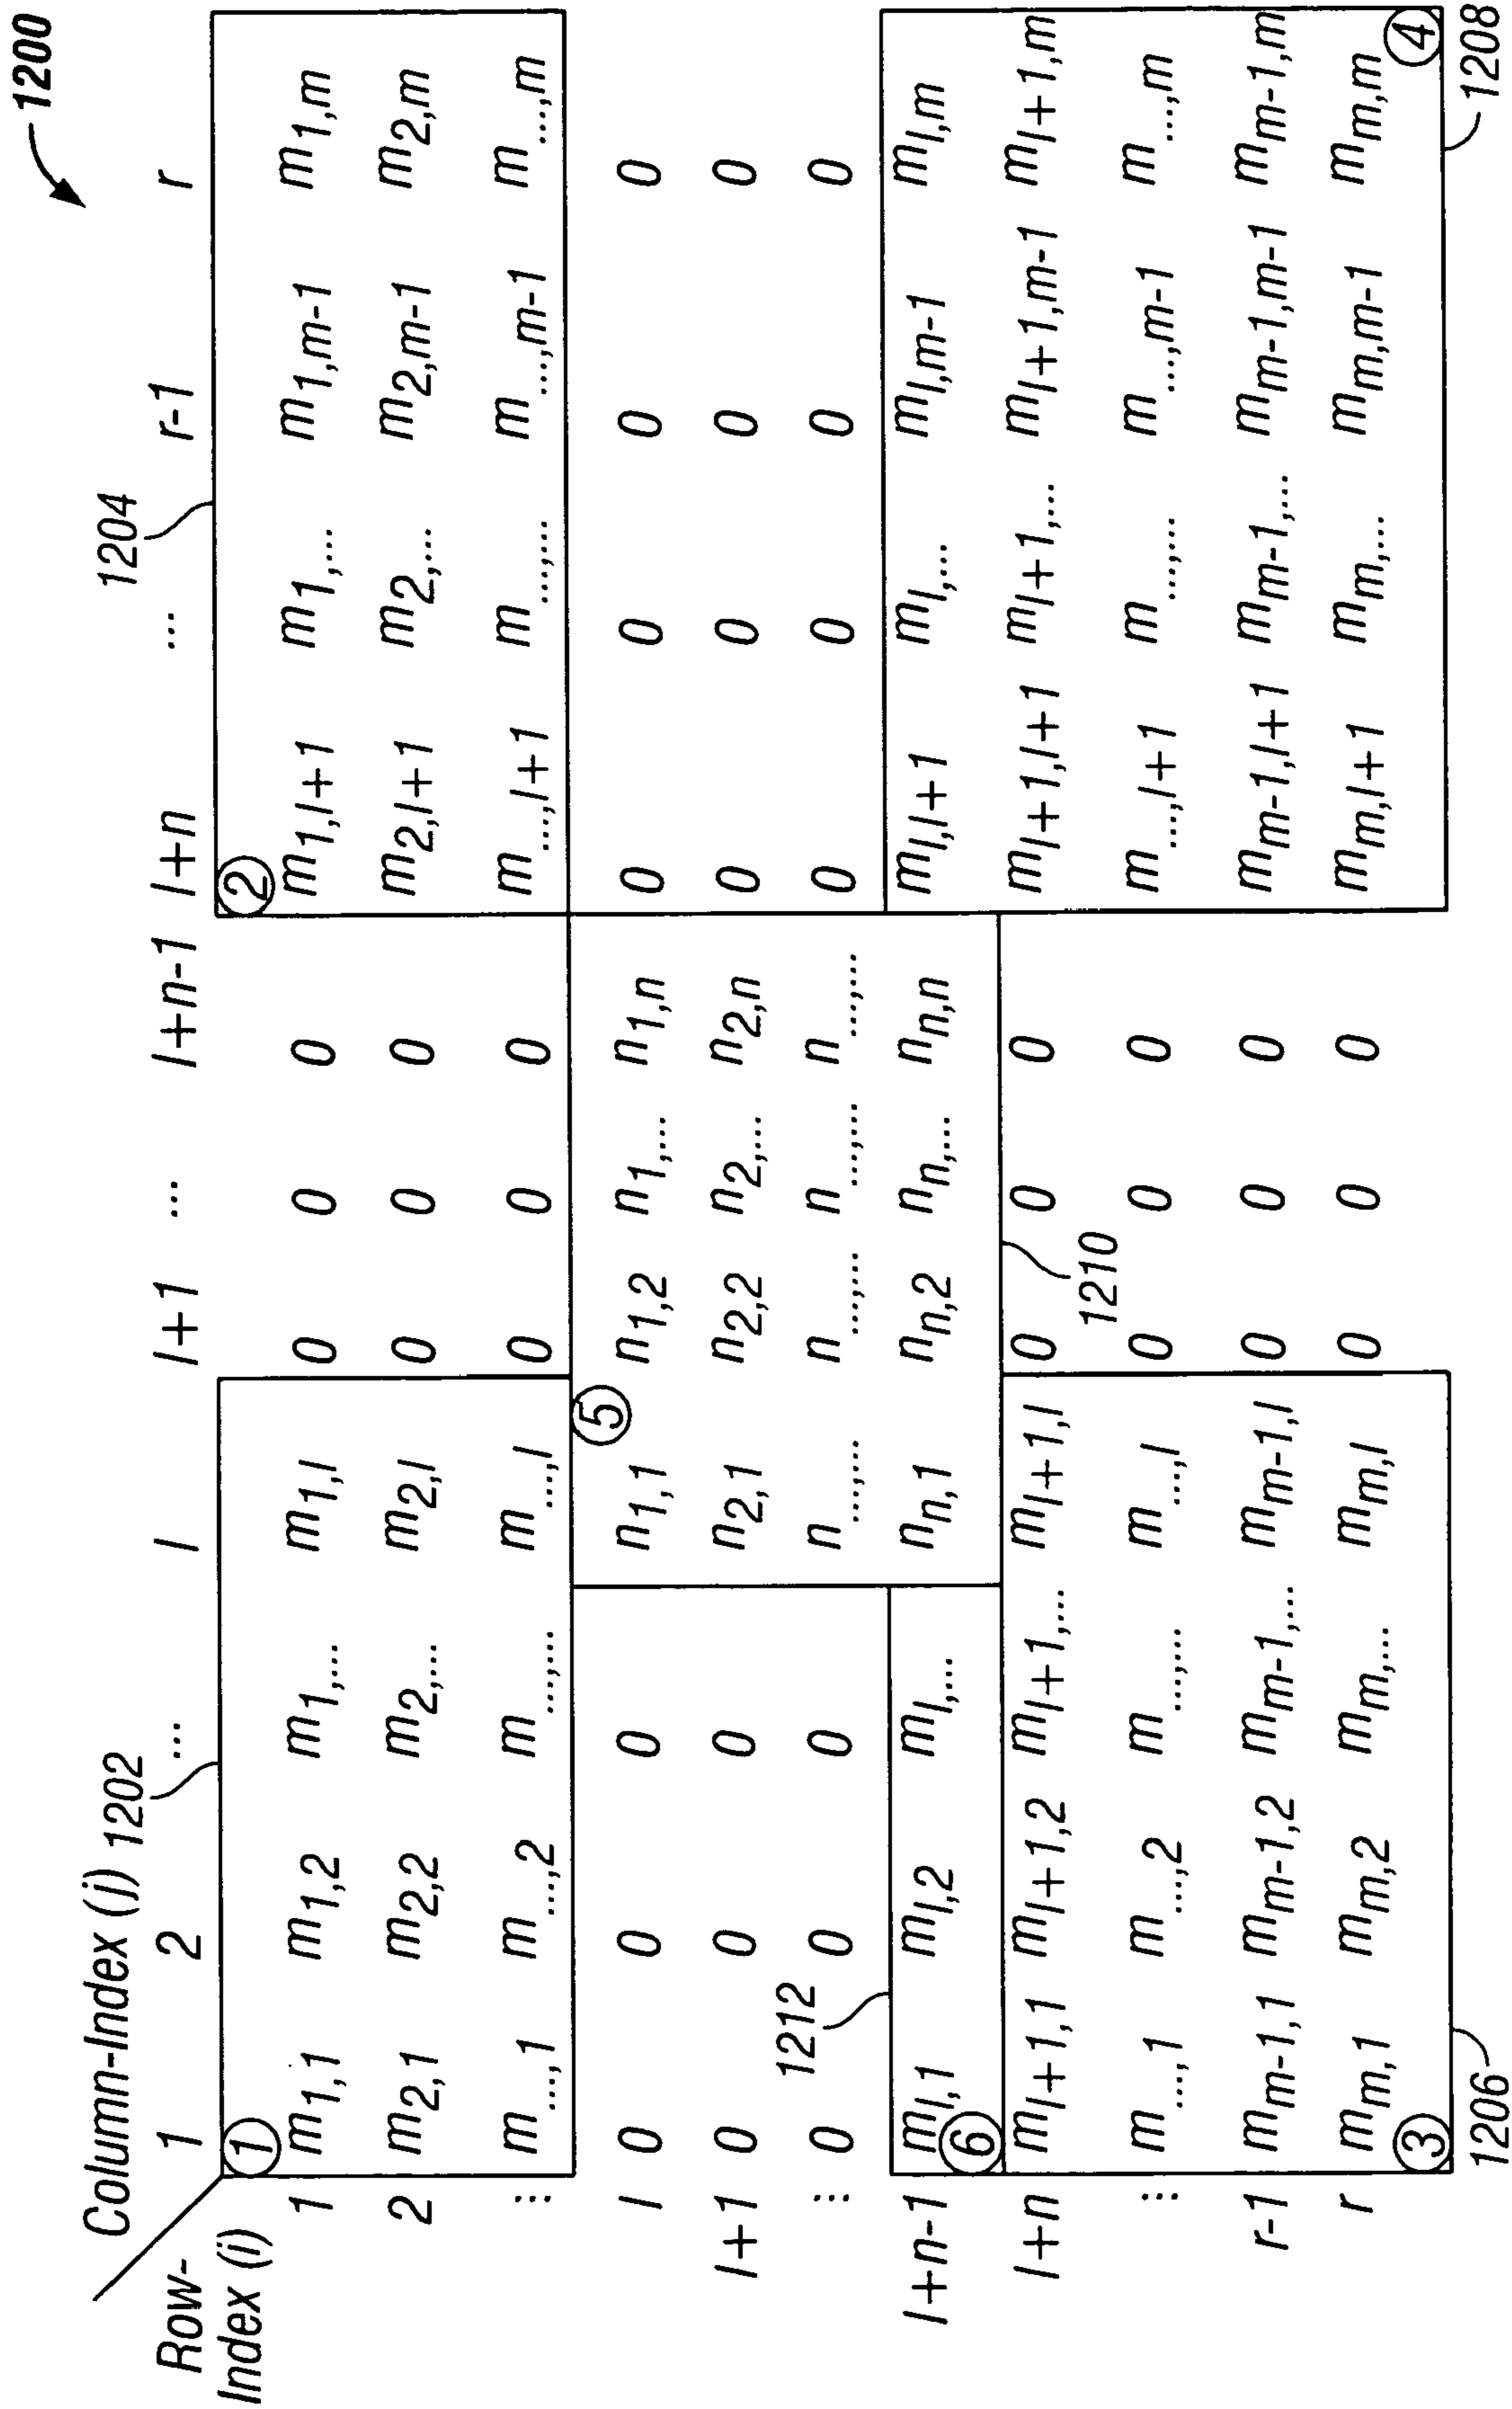 1200
Column-Index (j) 1202 1204
Row-Index (i) 1 2 ... l l+1 ... l+n-1 l+n ... r-1 r
① ②
1 m1,1 m1,2 m1,... m1,l 0 0 0 m1,l+1 m1,... m1,m-1 m1,m
2 m2,1 m2,2 m2,... m2,l 0 0 0 m2,l+1 m2,... m2,m-1 m2,m
⋮ m...,1 m...,2 m...,... m...,l 0 0 0 m...,l+1 m...,... m...,m-1 m...,m
⑤
l 0 0 0 n1,1 n1,2 n1,... n1,n 0 0 0 0
l+1 0 0 0 n2,1 n2,2 n2,... n2,n 0 0 0 0
⋮ 0 0 0 n...,... n...,... n...,... n...,... 0 0 0 0
1212
l+n-1 ml,1 ml,2 ml,... nn,1 nn,2 nn,... nn,n ml,l+1 ml,... ml,m-1 ml,m
⑥
l+n ml+1,1 ml+1,2 ml+1,... ml+1,l 0 0 0 ml+1,l+1 ml+1,... ml+1,m-1 ml+1,m
1210
⋮ m...,1 m...,2 m...,... m...,l 0 0 0 m...,l+1 m...,... m...,m-1 m...,m
r-1 mm-1,1 mm-1,2 mm-1,... mm-1,l 0 0 0 mm-1,l+1 mm-1,... mm-1,m-1 mm-1,m
r mm,1 mm,2 mm,... mm,l 0 0 0 mm,l+1 mm,... mm,m-1 mm,m
③ ④
1206 1208